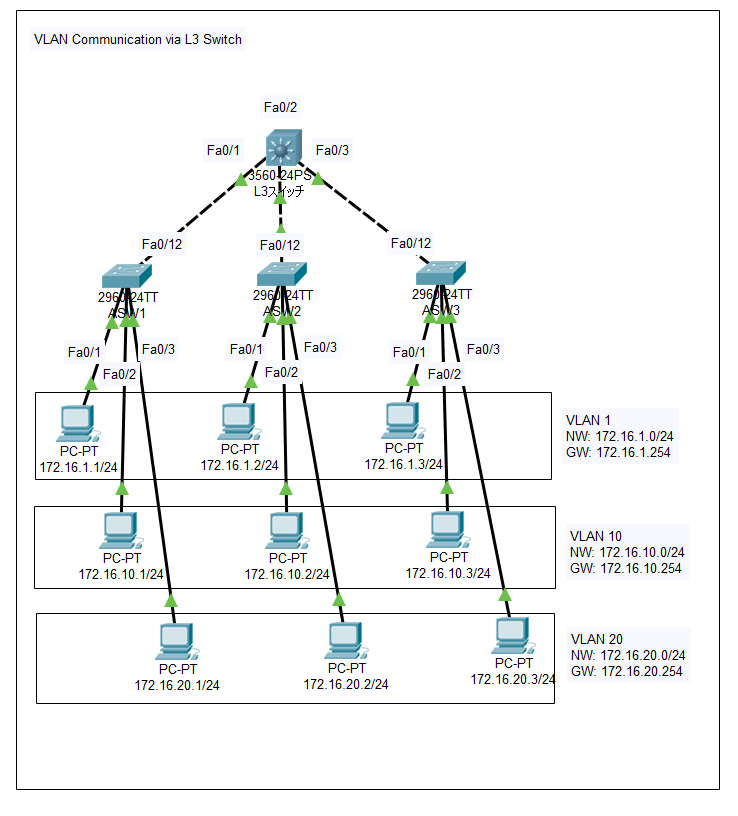 VLAN Communication via L3 Switch
Fa0/2
Fa0/1
Fa0/3
3560-24PS
L3スイッチ
Fa0/12
Fa0/12
Fa0/12
2960-24TT
ASW1
2960-24TT
ASW2
2960-24TT
ASW3
Fa0/1
Fa0/2
Fa0/3
Fa0/1
Fa0/2
Fa0/3
Fa0/1
Fa0/2
Fa0/3
PC-PT
172.16.1.1/24
PC-PT
172.16.1.2/24
PC-PT
172.16.1.3/24
VLAN 1
NW: 172.16.1.0/24
GW: 172.16.1.254
PC-PT
172.16.10.1/24
PC-PT
172.16.10.2/24
PC-PT
172.16.10.3/24
VLAN 10
NW: 172.16.10.0/24
GW: 172.16.10.254
PC-PT
172.16.20.1/24
PC-PT
172.16.20.2/24
PC-PT
172.16.20.3/24
VLAN 20
NW: 172.16.20.0/24
GW: 172.16.20.254